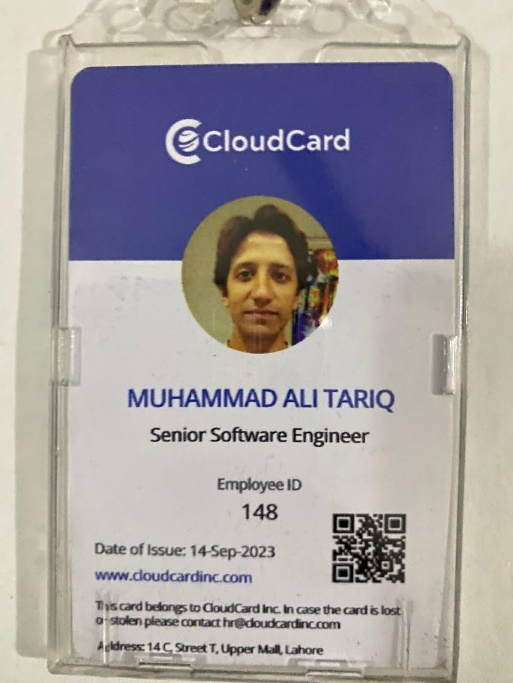 CloudCard
MUHAMMAD ALI TARIQ
Senior Software Engineer
Employee ID
148
Date of Issue: 14-Sep-2023
www.cloudcardinc.com
This card belongs to CloudCard Inc. In case the card is lost
or stolen please contact hr@cloudcardinc.com
Address: 14 C, Street T, Upper Mall, Lahore